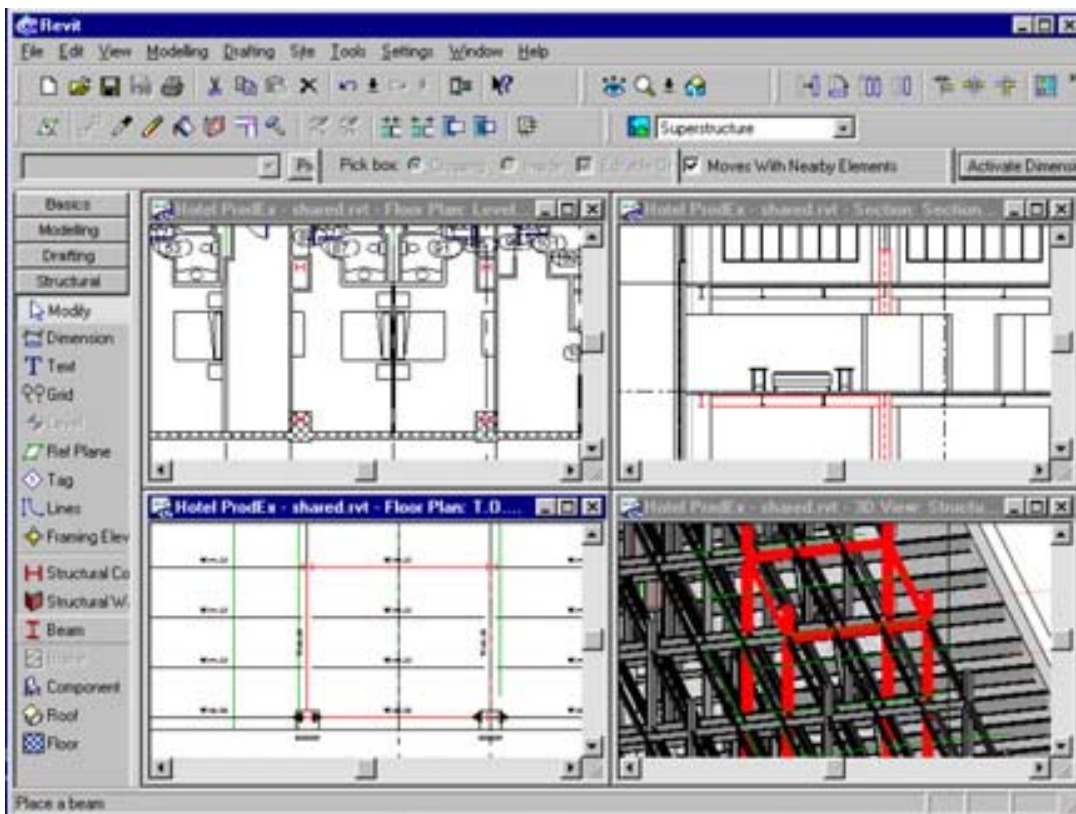 Revit
File Edit View Modelling Drafting Site Tools Settings Window Help
Superstructure
Pick box: Moves With Nearby Elements Activate Dimensi
Basics
Modelling
Drafting
Structural
Modify
Dimension
Text
Grid
Level
Ref Plane
Tag
Lines
Framing Elev
Structural Co
Structural W.
Beam
Component
Roof
Floor
Hotel ProdEx - shared.rvt - Floor Plan: Level...
Hotel ProdEx - shared.rvt - Section: Section ...
Hotel ProdEx - shared.rvt - Floor Plan: T.O....
Hotel ProdEx - shared.rvt - 3D View: Structu...
Place a beam